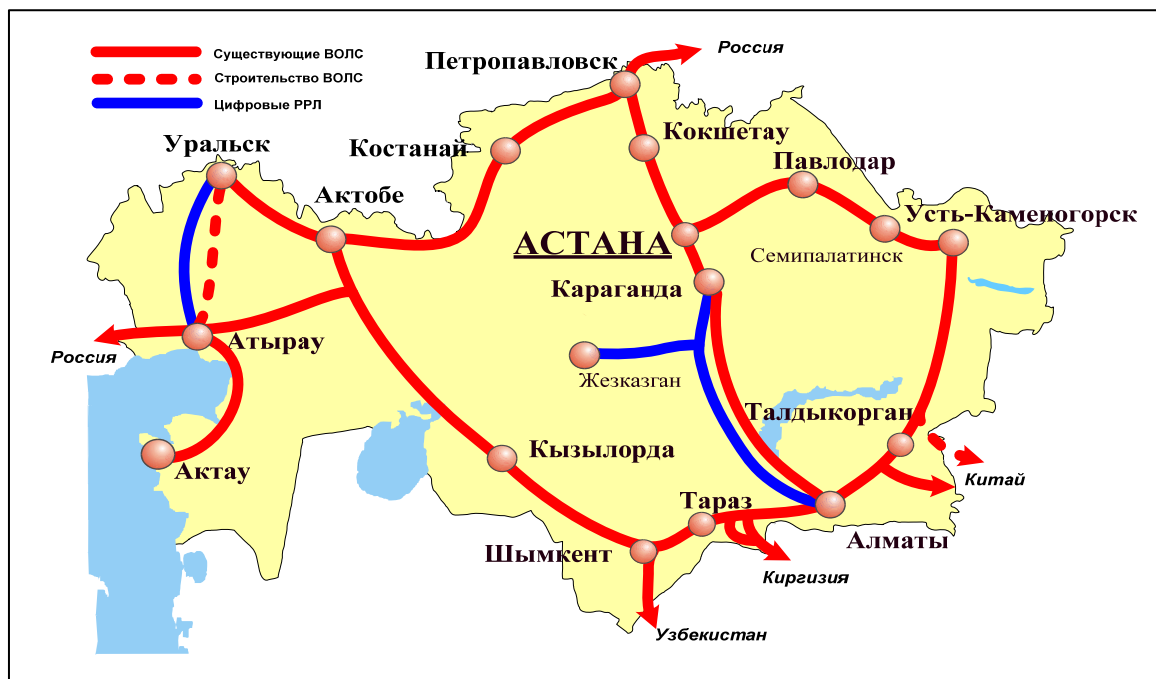 Существующие ВОЛС
Строительство ВОЛС
Цифровые РРЛ
Россия
Петропавловск
Уральск
Костанай
Кокшетау
Павлодар
Актобе
Усть-Каменогорск
АСТАНА
Семипалатинск
Караганда
Атырау
Россия
Жезказган
Талдыкорган
Кызылорда
Актау
Китай
Тараз
Алматы
Шымкент
Киргизия
Узбекистан